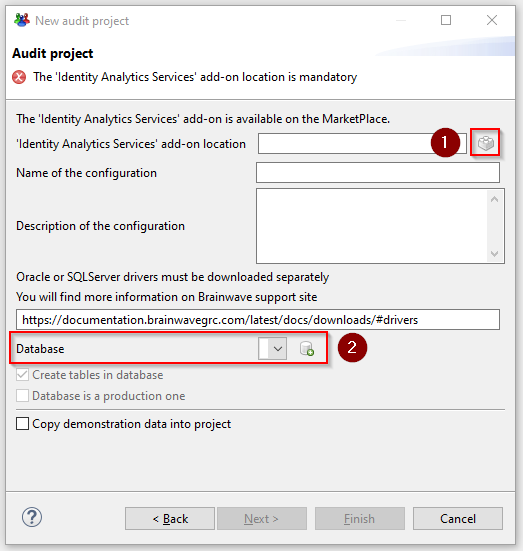 New audit project
Audit project
The 'Identity Analytics Services' add-on location is mandatory
The 'Identity Analytics Services' add-on is available on the MarketPlace.
'Identity Analytics Services' add-on location
1
Name of the configuration
Description of the configuration
Oracle or SQLServer drivers must be downloaded separately
You will find more information on Brainwave support site
https://documentation.brainwavegrc.com/latest/docs/downloads/#drivers
Database
2
Create tables in database
Database is a production one
Copy demonstration data into project
?
< Back
Next >
Finish
Cancel